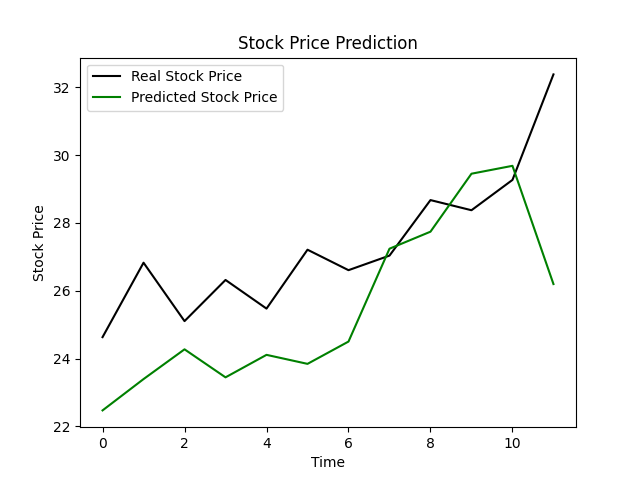 Stock Price Prediction
Real Stock Price
Predicted Stock Price
32
30
28
26
24
22
Stock Price
0 2 4 6 8 10
Time